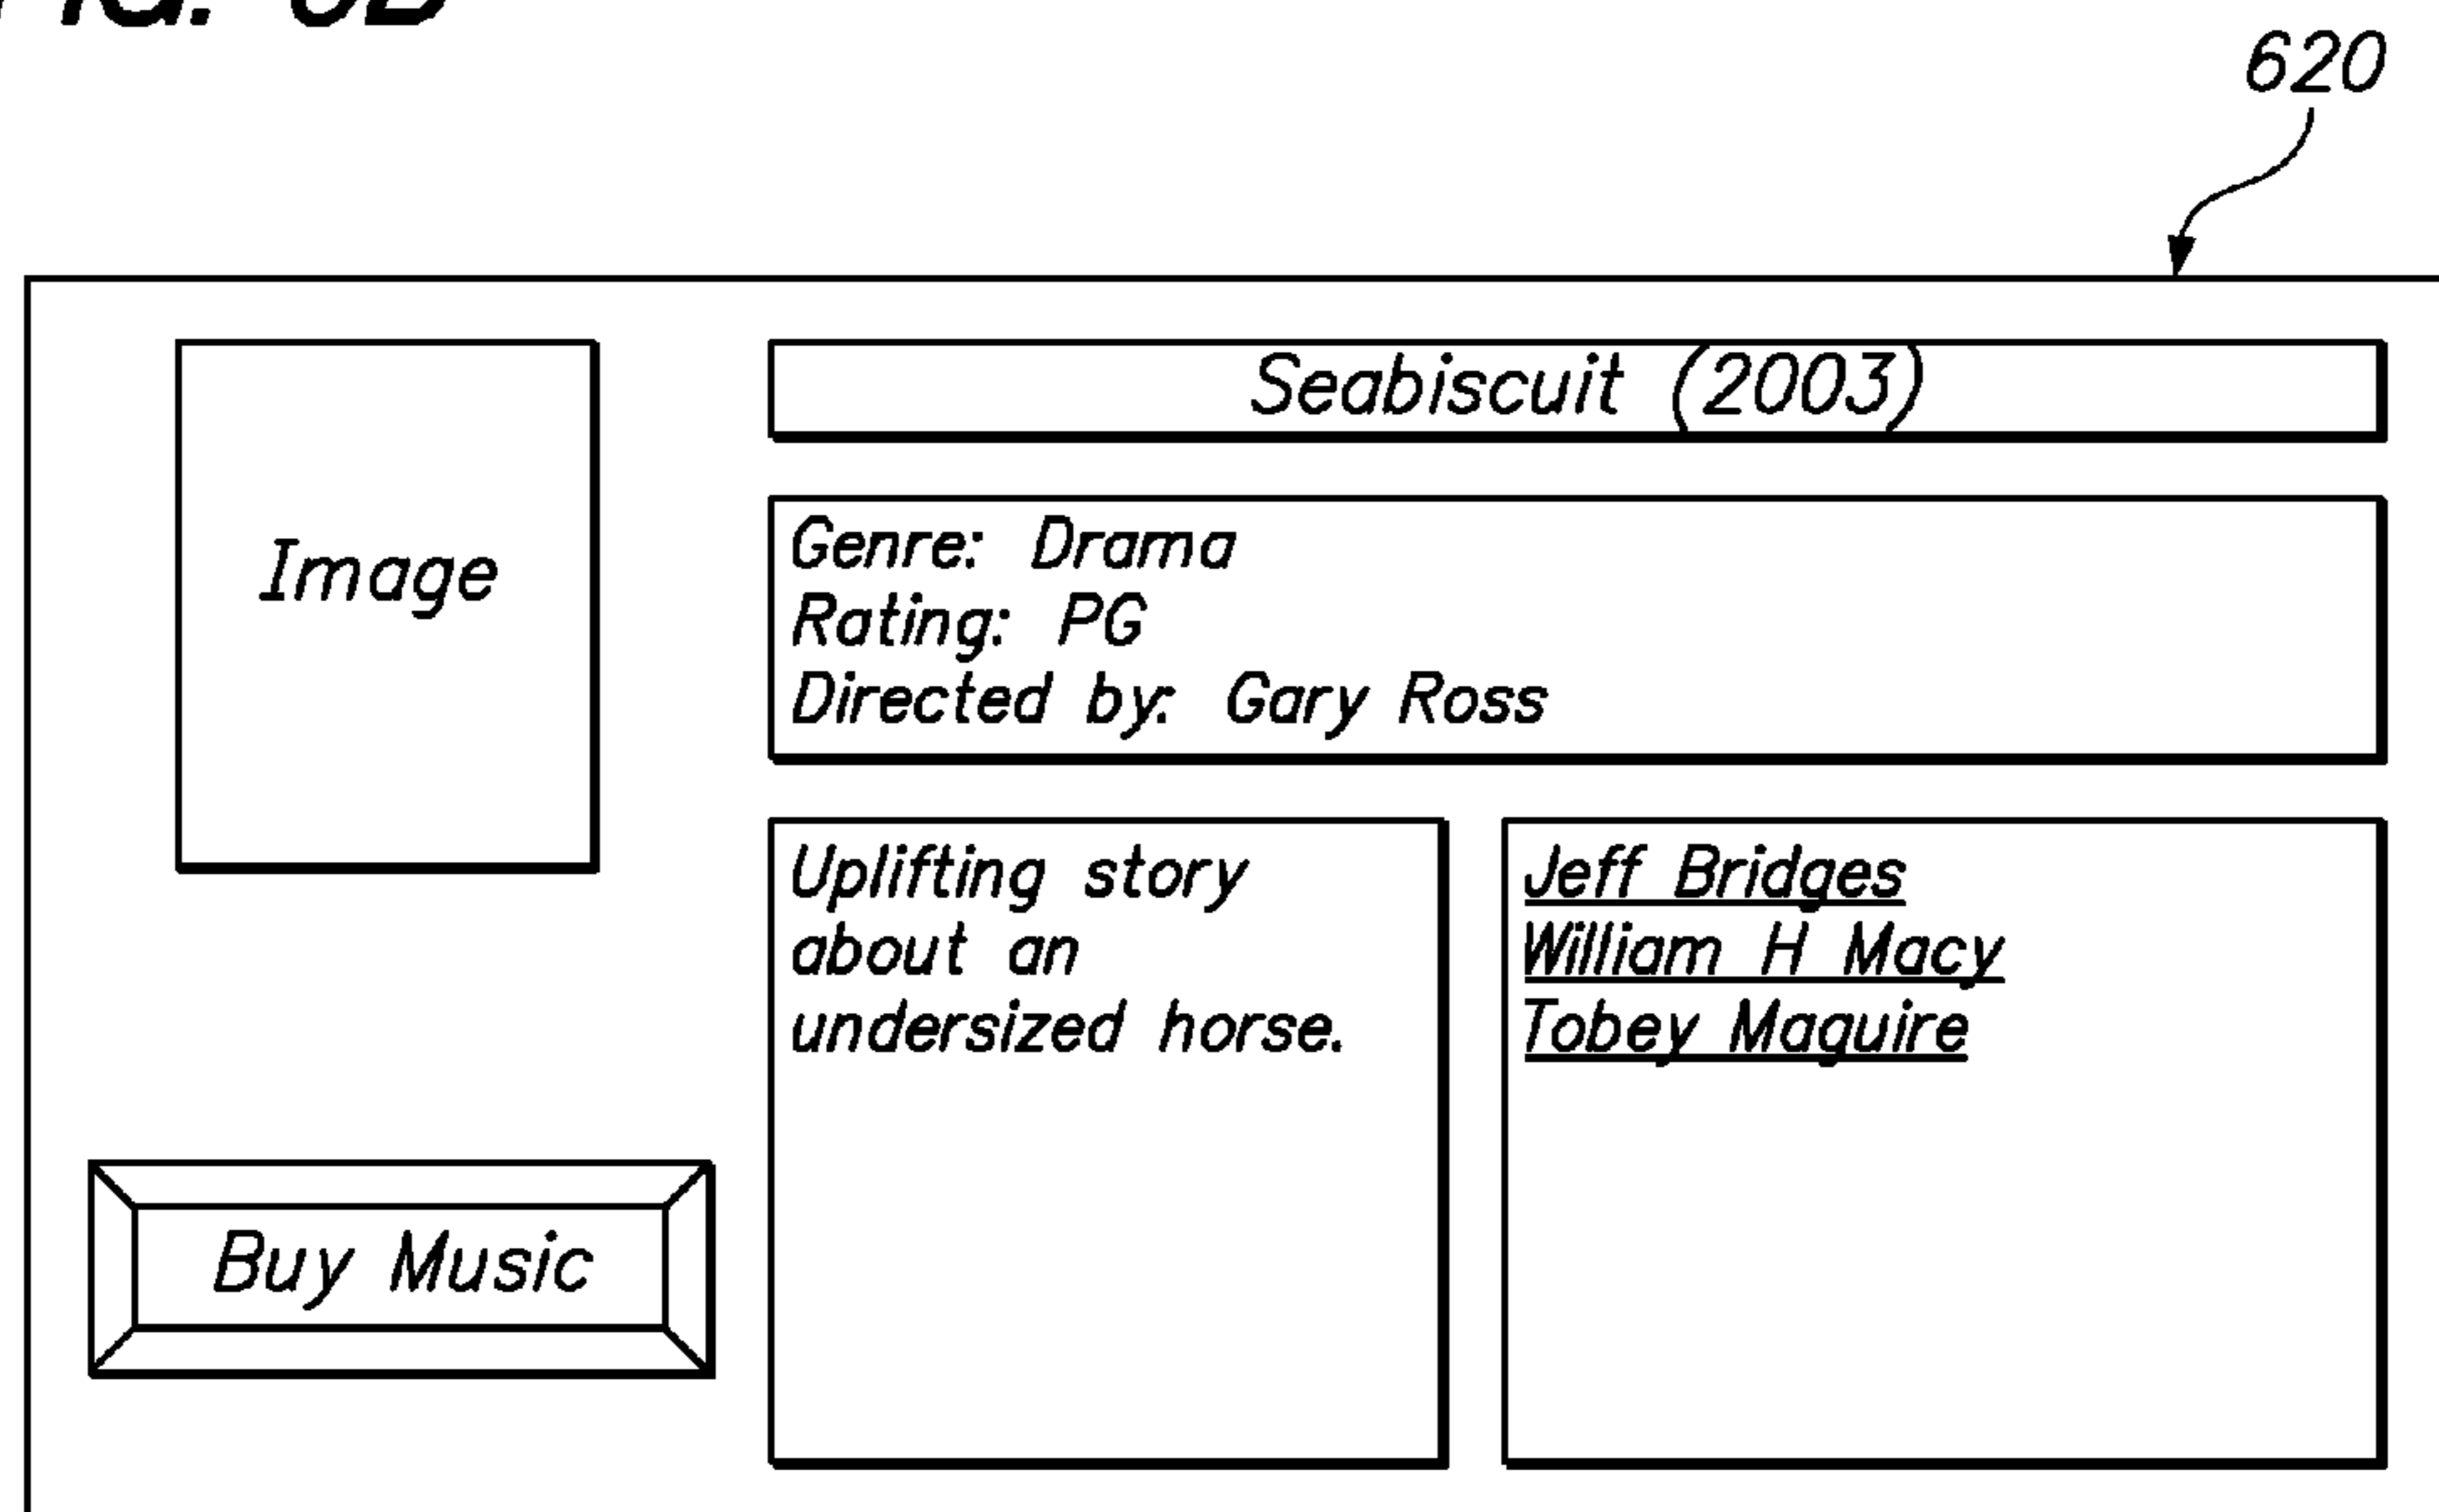 FIG.
620
Seabiscuit (2003)
Image
Genre: Drama
Rating: PG
Directed by: Gary Ross
Uplifting story
about an
undersized horse.
Jeff Bridges
William H Macy
Tobey Maguire
Buy Music